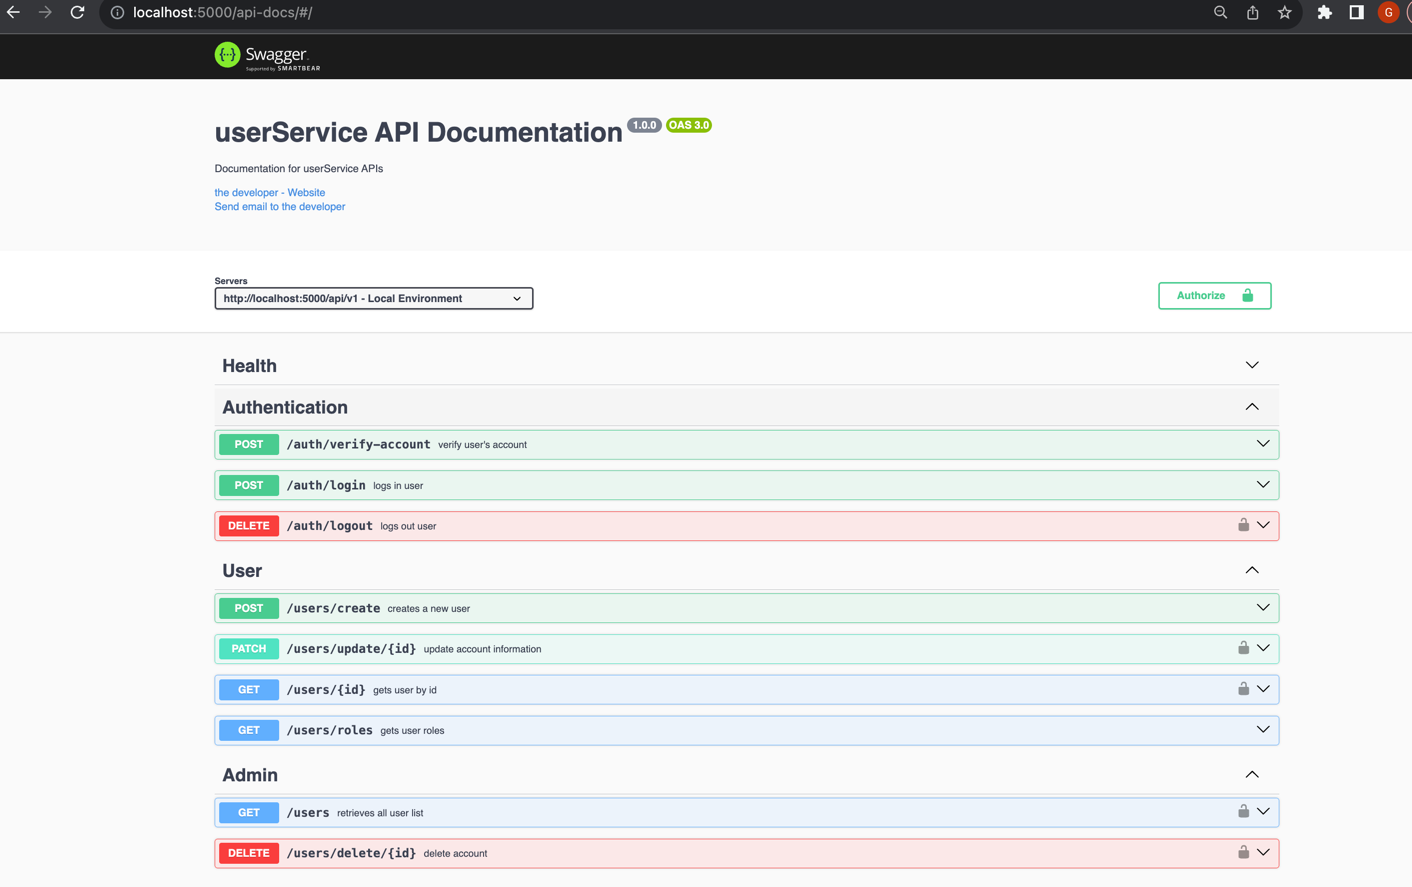 localhost:5000/api-docs/#/
G
{···} Swagger.
Supported by SMARTBEAR
userService API Documentation 1.0.0 OAS 3.0
Documentation for userService APIs
the developer - Website
Send email to the developer
Servers
http://localhost:5000/api/v1 - Local Environment
Authorize
Health
Authentication
POST /auth/verify-account verify user's account
POST /auth/login logs in user
DELETE /auth/logout logs out user
User
POST /users/create creates a new user
PATCH /users/update/{id} update account information
GET /users/{id} gets user by id
GET /users/roles gets user roles
Admin
GET /users retrieves all user list
DELETE /users/delete/{id} delete account